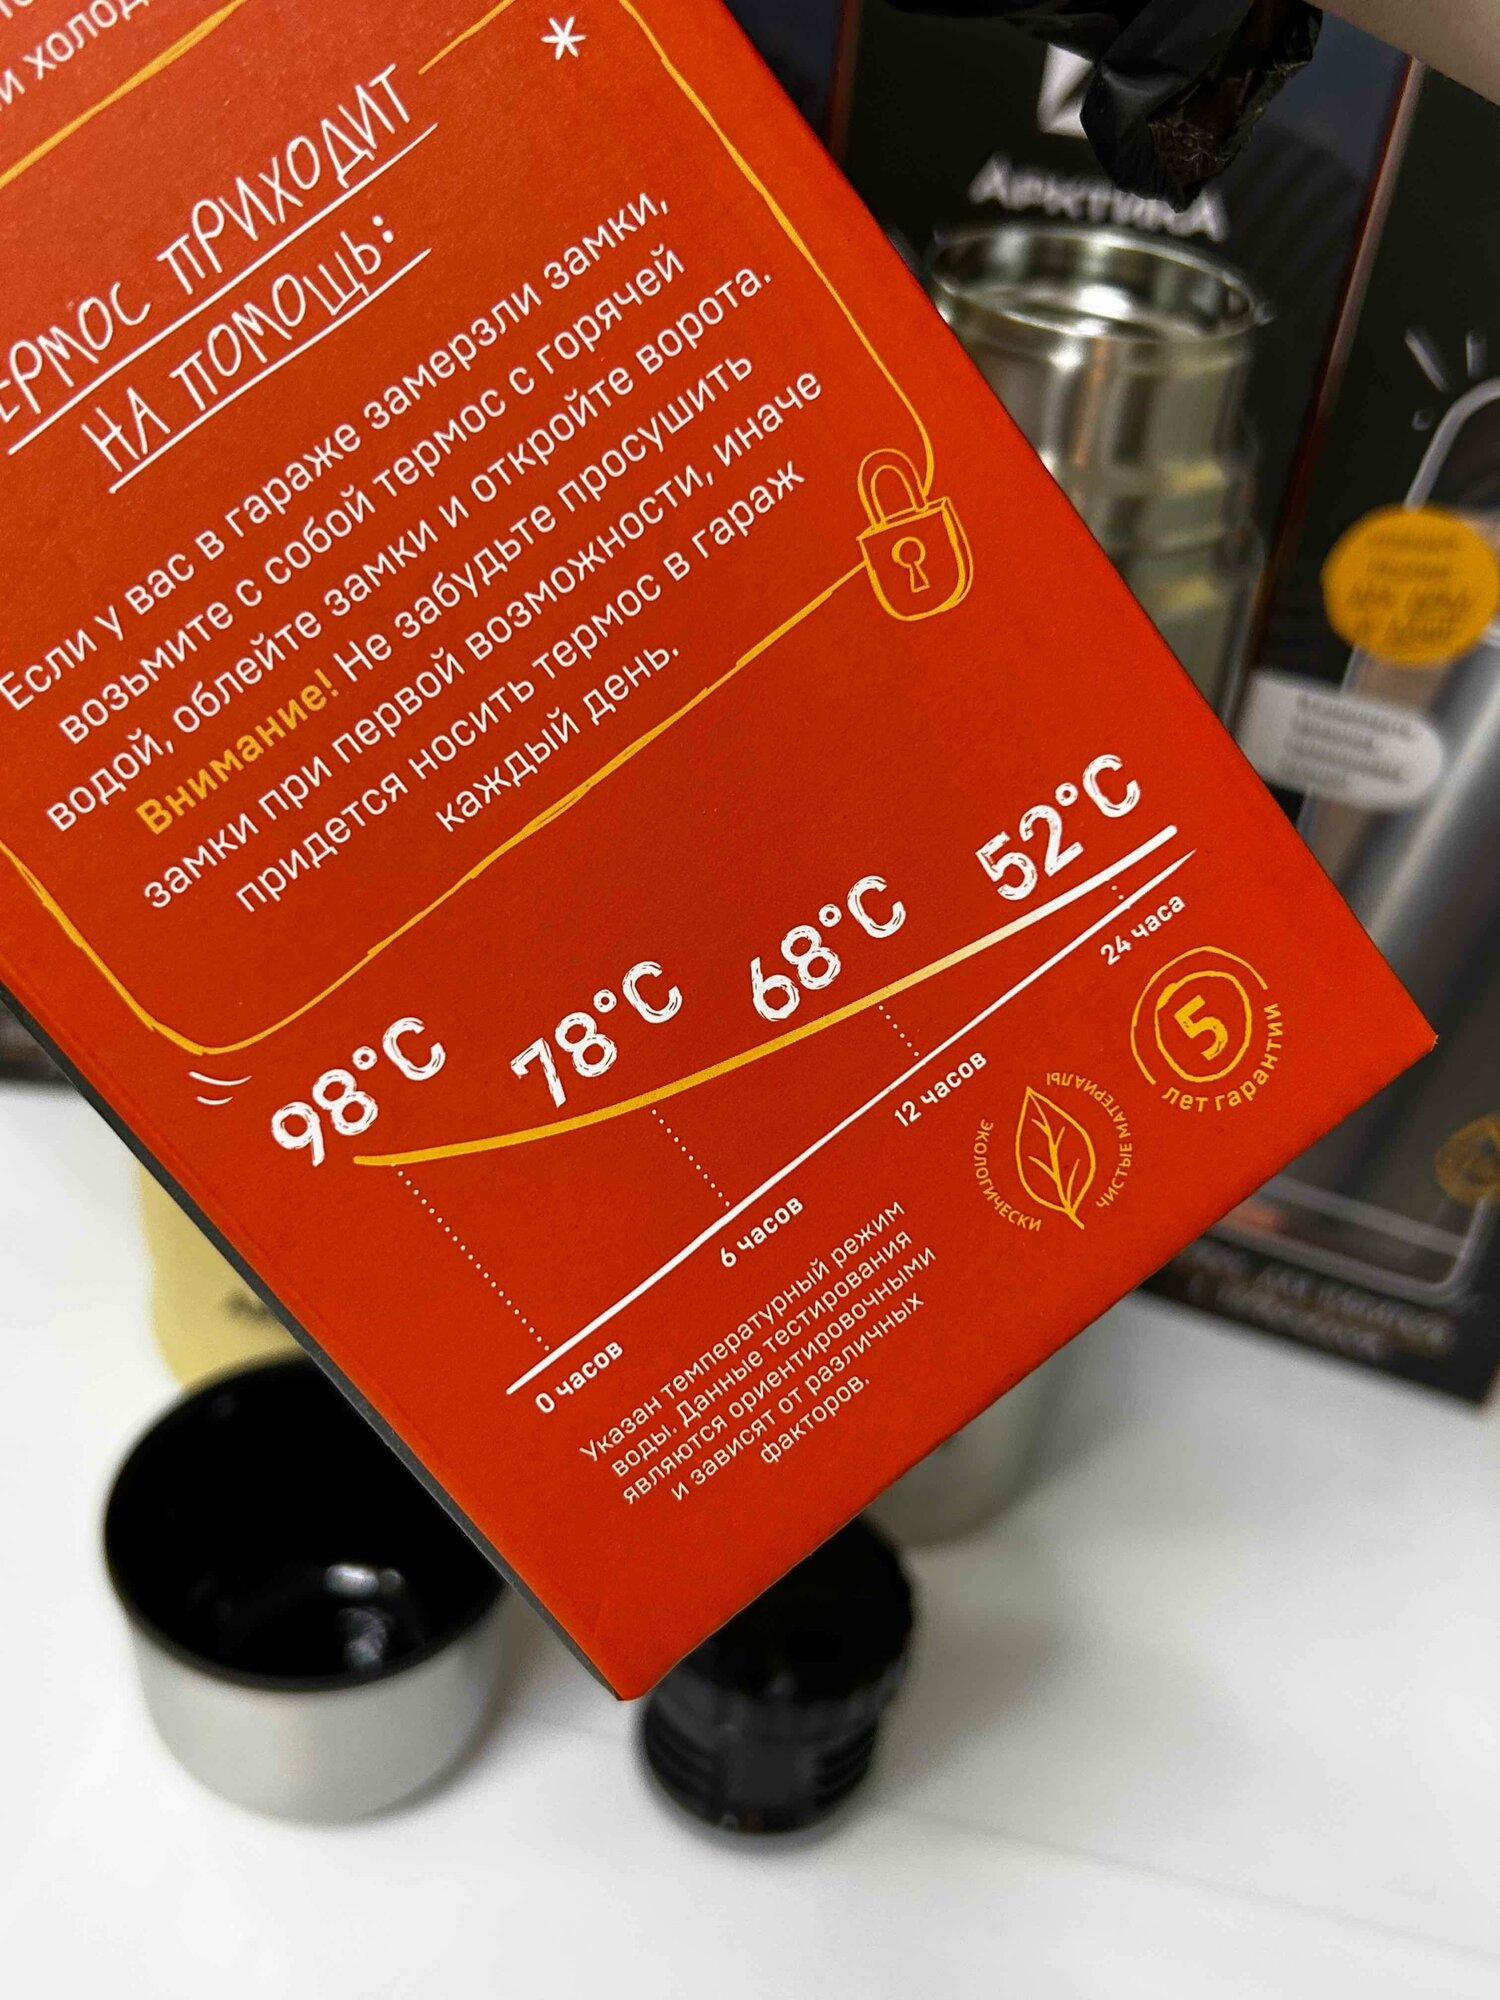 и холод
ТЕРМОС ПРИХОДИТ
НА ПОМОЩЬ:
Если у вас в гараже замерзли замки,
возьмите с собой термос с горячей
водой, облейте замки и откройте ворота.
Внимание! Не забудьте просушить
замки при первой возможности, иначе
придется носить термос в гараж
каждый день.
98°C
78°C
68°C
52°C
0 часов
6 часов
12 часов
24 часа
Указан температурный режим
воды. Данные тестирования
являются ориентировочными
и зависят от различных
факторов.
ЭКОЛОГИЧЕСКИ
ЧИСТЫЕ МАТЕРИАЛЫ
5
лет гарантии
АРКТИКА